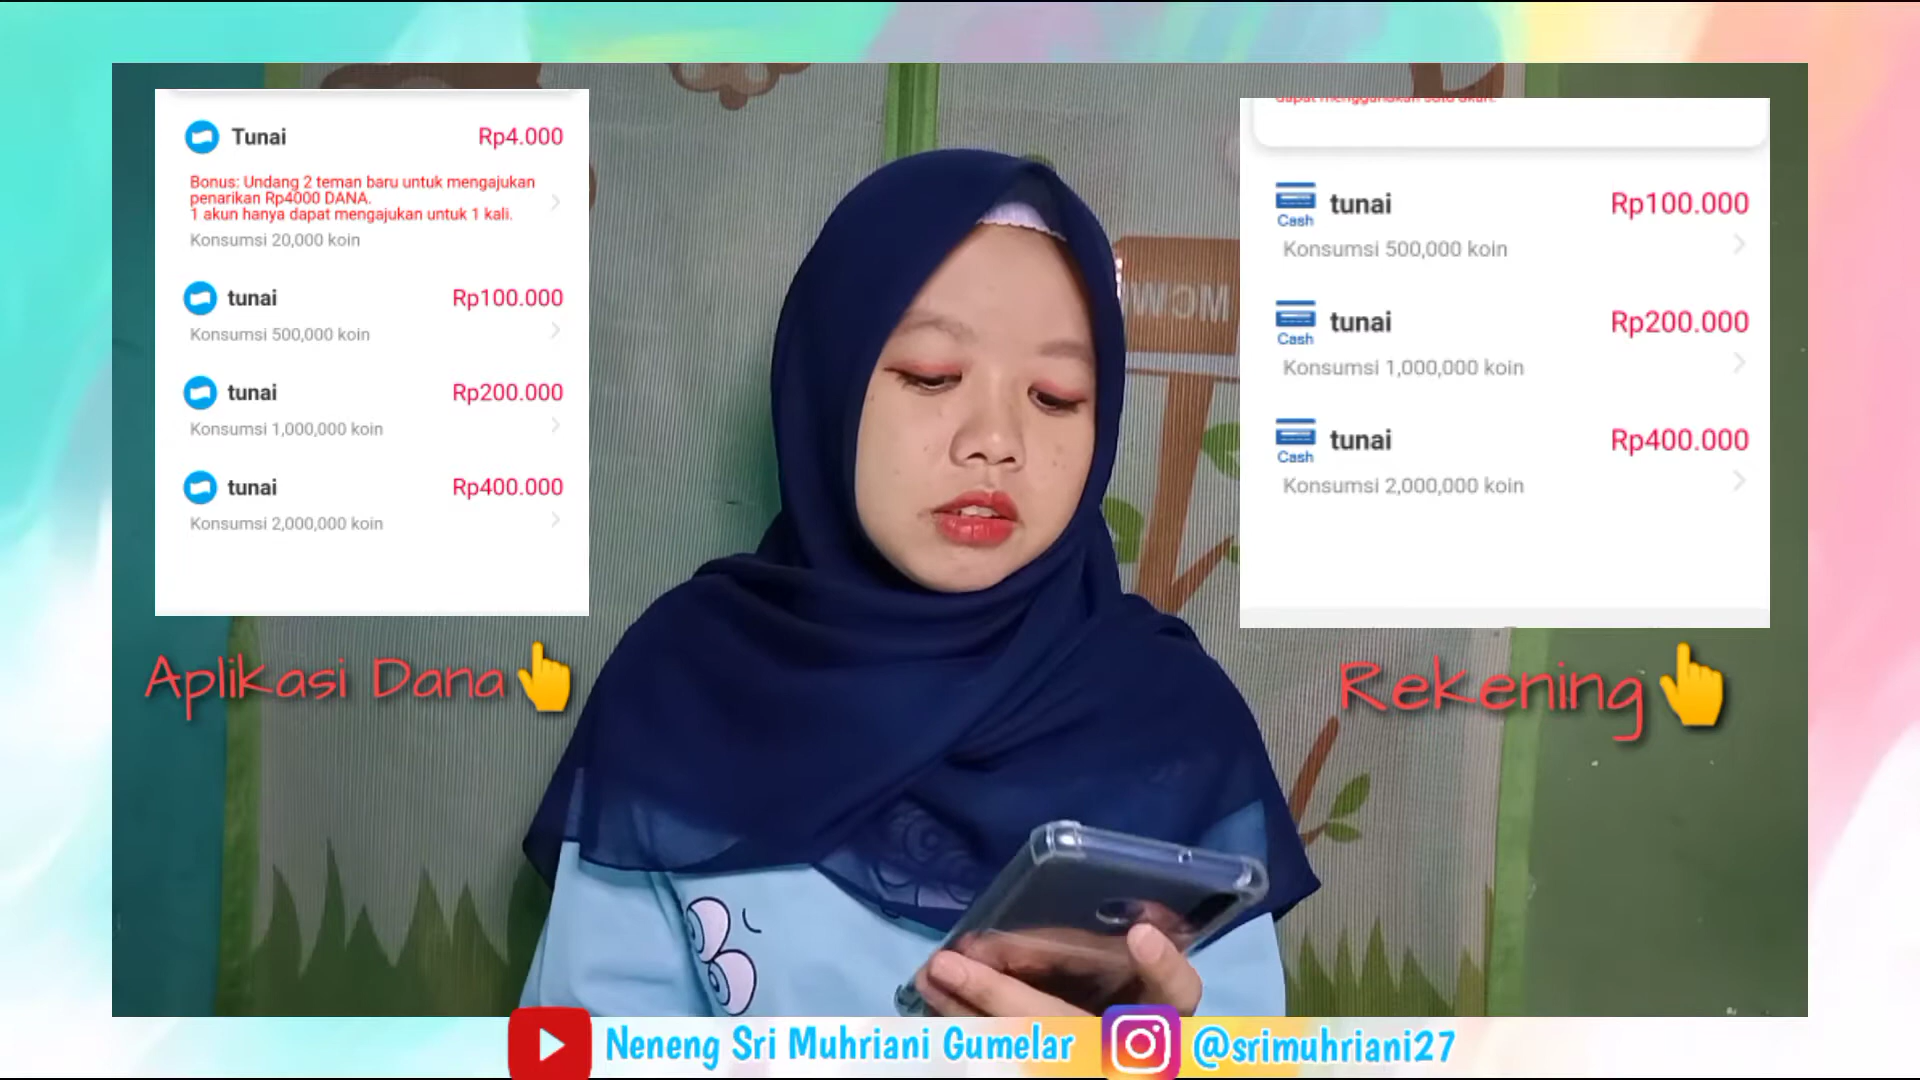 Tunai Rp4.000
Bonus: Undang 2 teman baru untuk mengajukan
penarikan Rp4000 DANA.
1 akun hanya dapat mengajukan untuk 1 kali.
Konsumsi 20,000 koin
tunai Rp100.000
Konsumsi 500,000 koin
tunai Rp200.000
Konsumsi 1,000,000 koin
tunai Rp400.000
Konsumsi 2,000,000 koin
Aplikasi Dana
dapat menggunakan satu akun.
Cash tunai Rp100.000
Konsumsi 500,000 koin
Cash tunai Rp200.000
Konsumsi 1,000,000 koin
Cash tunai Rp400.000
Konsumsi 2,000,000 koin
Rekening
Neneng Sri Muhriani Gumelar
@srimuhriani27